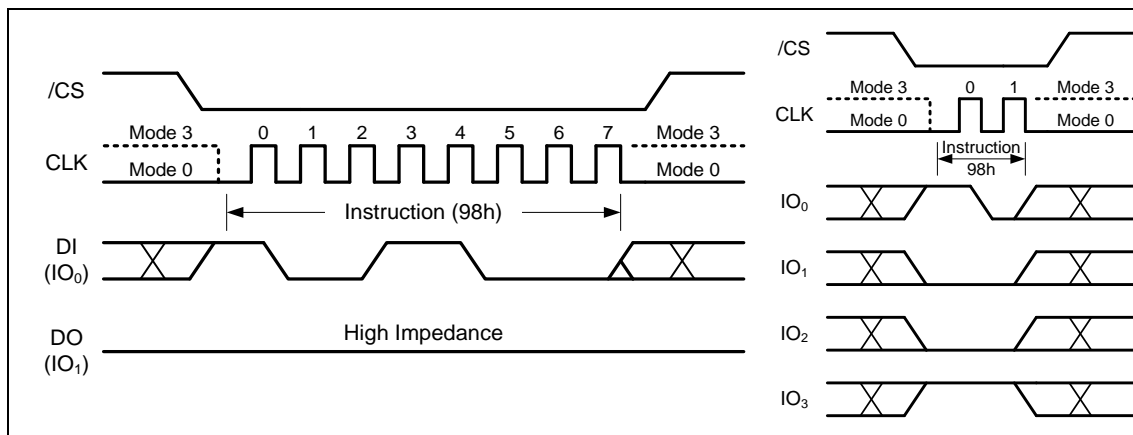 /CS
Mode 3
0 1 2 3 4 5 6 7
Mode 3
CLK
Mode 0
Mode 0
Instruction (98h)
DI
(IO₀)
High Impedance
DO
(IO₁)
/CS
Mode 3
0 1
Mode 3
CLK
Mode 0
Mode 0
Instruction
98h
IO₀
IO₁
IO₂
IO₃